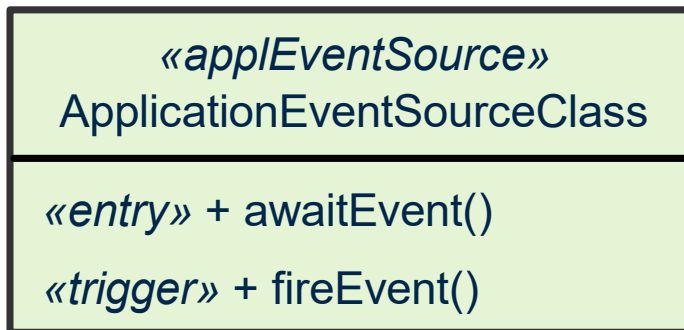 «applEventSource»
ApplicationEventSourceClass
«entry» + awaitEvent()
«trigger» + fireEvent()